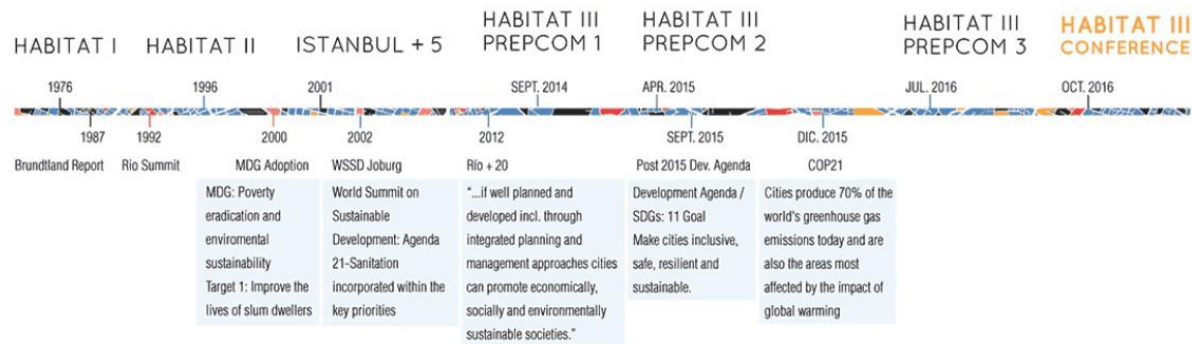 HABITAT I
HABITAT II
ISTANBUL + 5
HABITAT III
PREPCOM 1
HABITAT III
PREPCOM 2
HABITAT III
PREPCOM 3
HABITAT III
CONFERENCE
1976
1996
2001
SEPT. 2014
APR. 2015
JUL. 2016
OCT. 2016
1987
1992
2000
2002
2012
SEPT. 2015
DIC. 2015
Brundtland Report
Rio Summit
MDG Adoption
WSSD Joburg
Río + 20
Post 2015 Dev. Agenda
COP21
MDG: Poverty
eradication and
enviromental
sustainability
Target 1: Improve the
lives of slum dwellers
World Summit on
Sustainable
Development: Agenda
21-Sanitation
incorporated within the
key priorities
“...if well planned and
developed incl. through
integrated planning and
management approaches cities
can promote economically,
socially and environmentally
sustainable societies.”
Development Agenda /
SDGs: 11 Goal
Make cities inclusive,
safe, resilient and
sustainable.
Cities produce 70% of the
world's greenhouse gas
emissions today and are
also the areas most
affected by the impact of
global warming